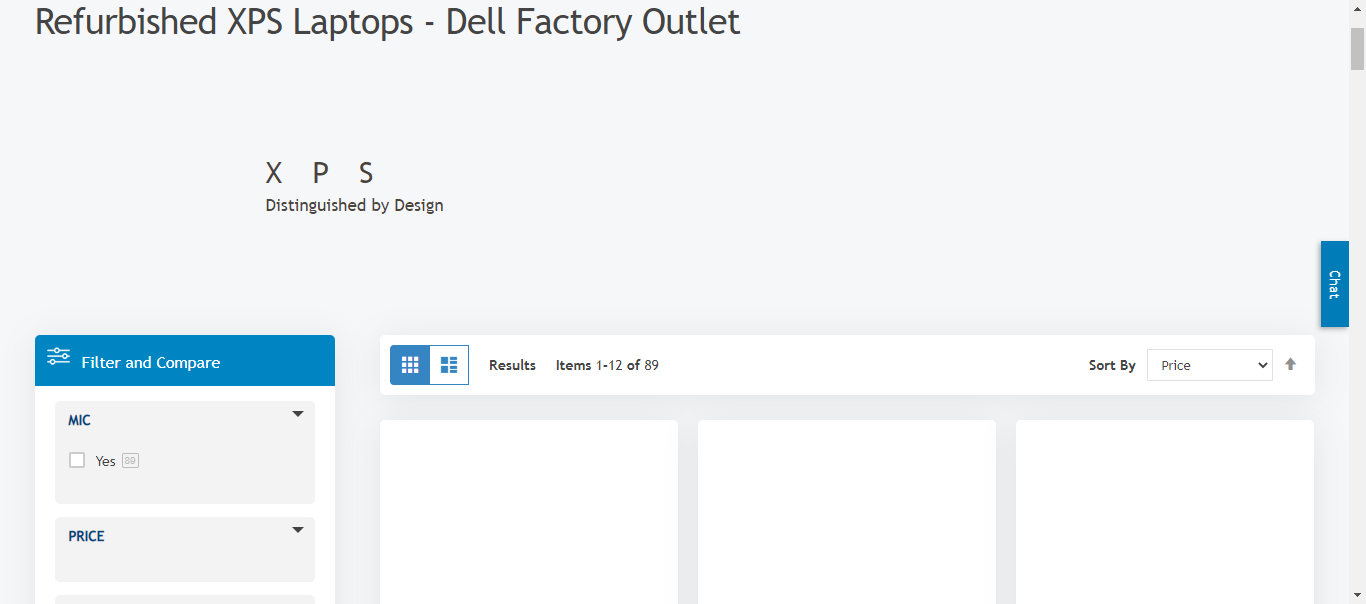 Refurbished XPS Laptops - Dell Factory Outlet
X P S
Distinguished by Design
Chat
Filter and Compare
Results Items 1-12 of 89
Sort By Price
MIC
Yes 89
PRICE